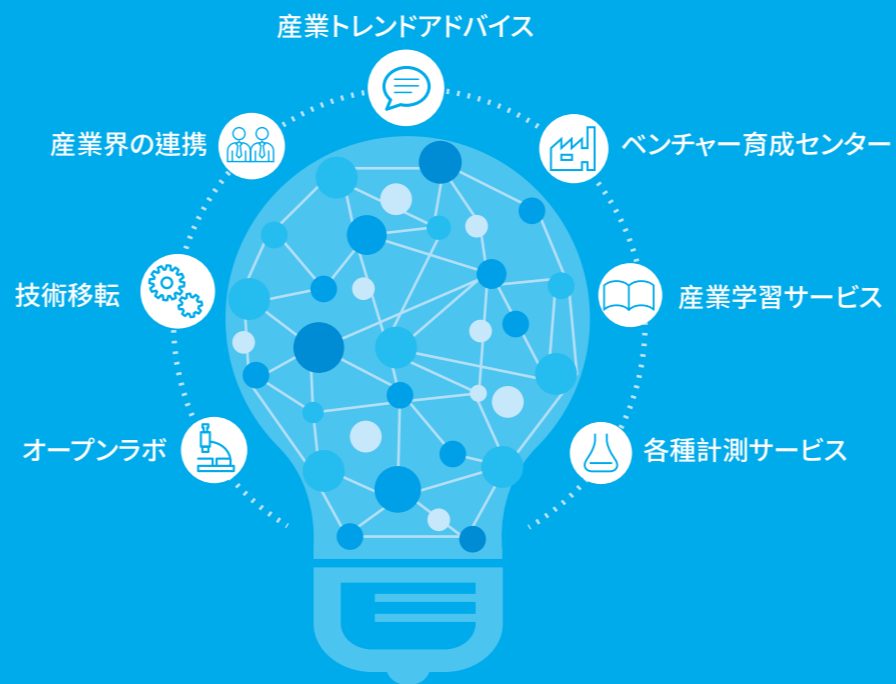 産業トレンドアドバイス
産業界の連携
ベンチャー育成センター
技術移転
産業学習サービス
オープンラボ
各種計測サービス